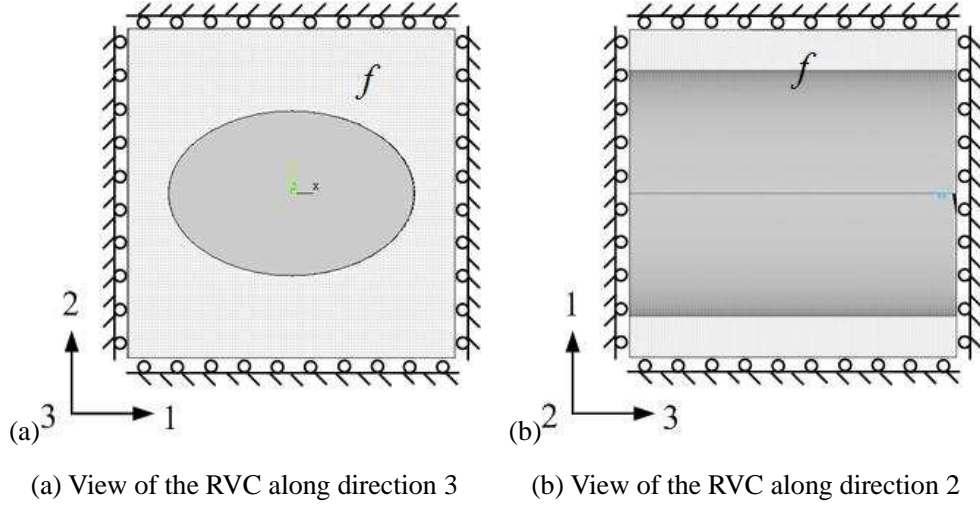 f
f
2
3
1
(a)
1
2
3
(b)
x
(a) View of the RVC along direction 3
(b) View of the RVC along direction 2